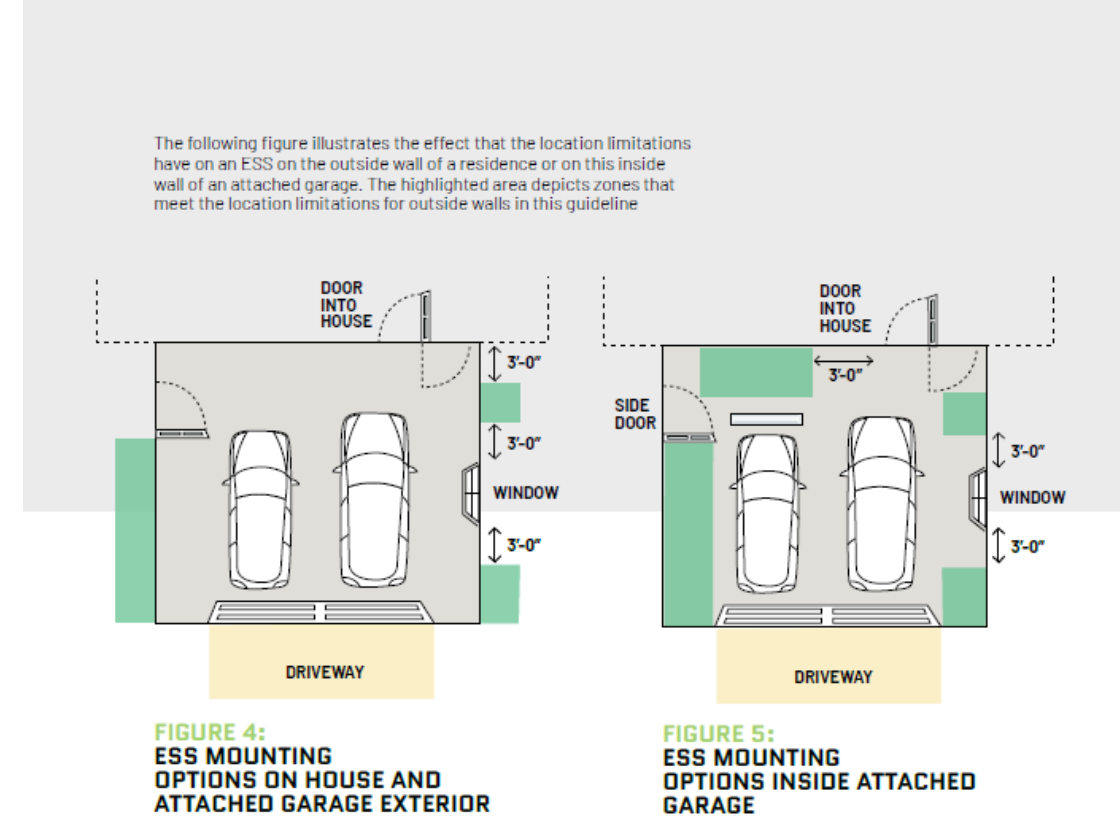 The following figure illustrates the effect that the location limitations
have on an ESS on the outside wall of a residence or on this inside
wall of an attached garage. The highlighted area depicts zones that
meet the location limitations for outside walls in this guideline
DOOR
INTO
HOUSE
3'-0"
3'-0"
WINDOW
3'-0"
DRIVEWAY
FIGURE 4:
ESS MOUNTING
OPTIONS ON HOUSE AND
ATTACHED GARAGE EXTERIOR
DOOR
INTO
HOUSE
3'-0"
SIDE
DOOR
3'-0"
WINDOW
3'-0"
DRIVEWAY
FIGURE 5:
ESS MOUNTING
OPTIONS INSIDE ATTACHED
GARAGE